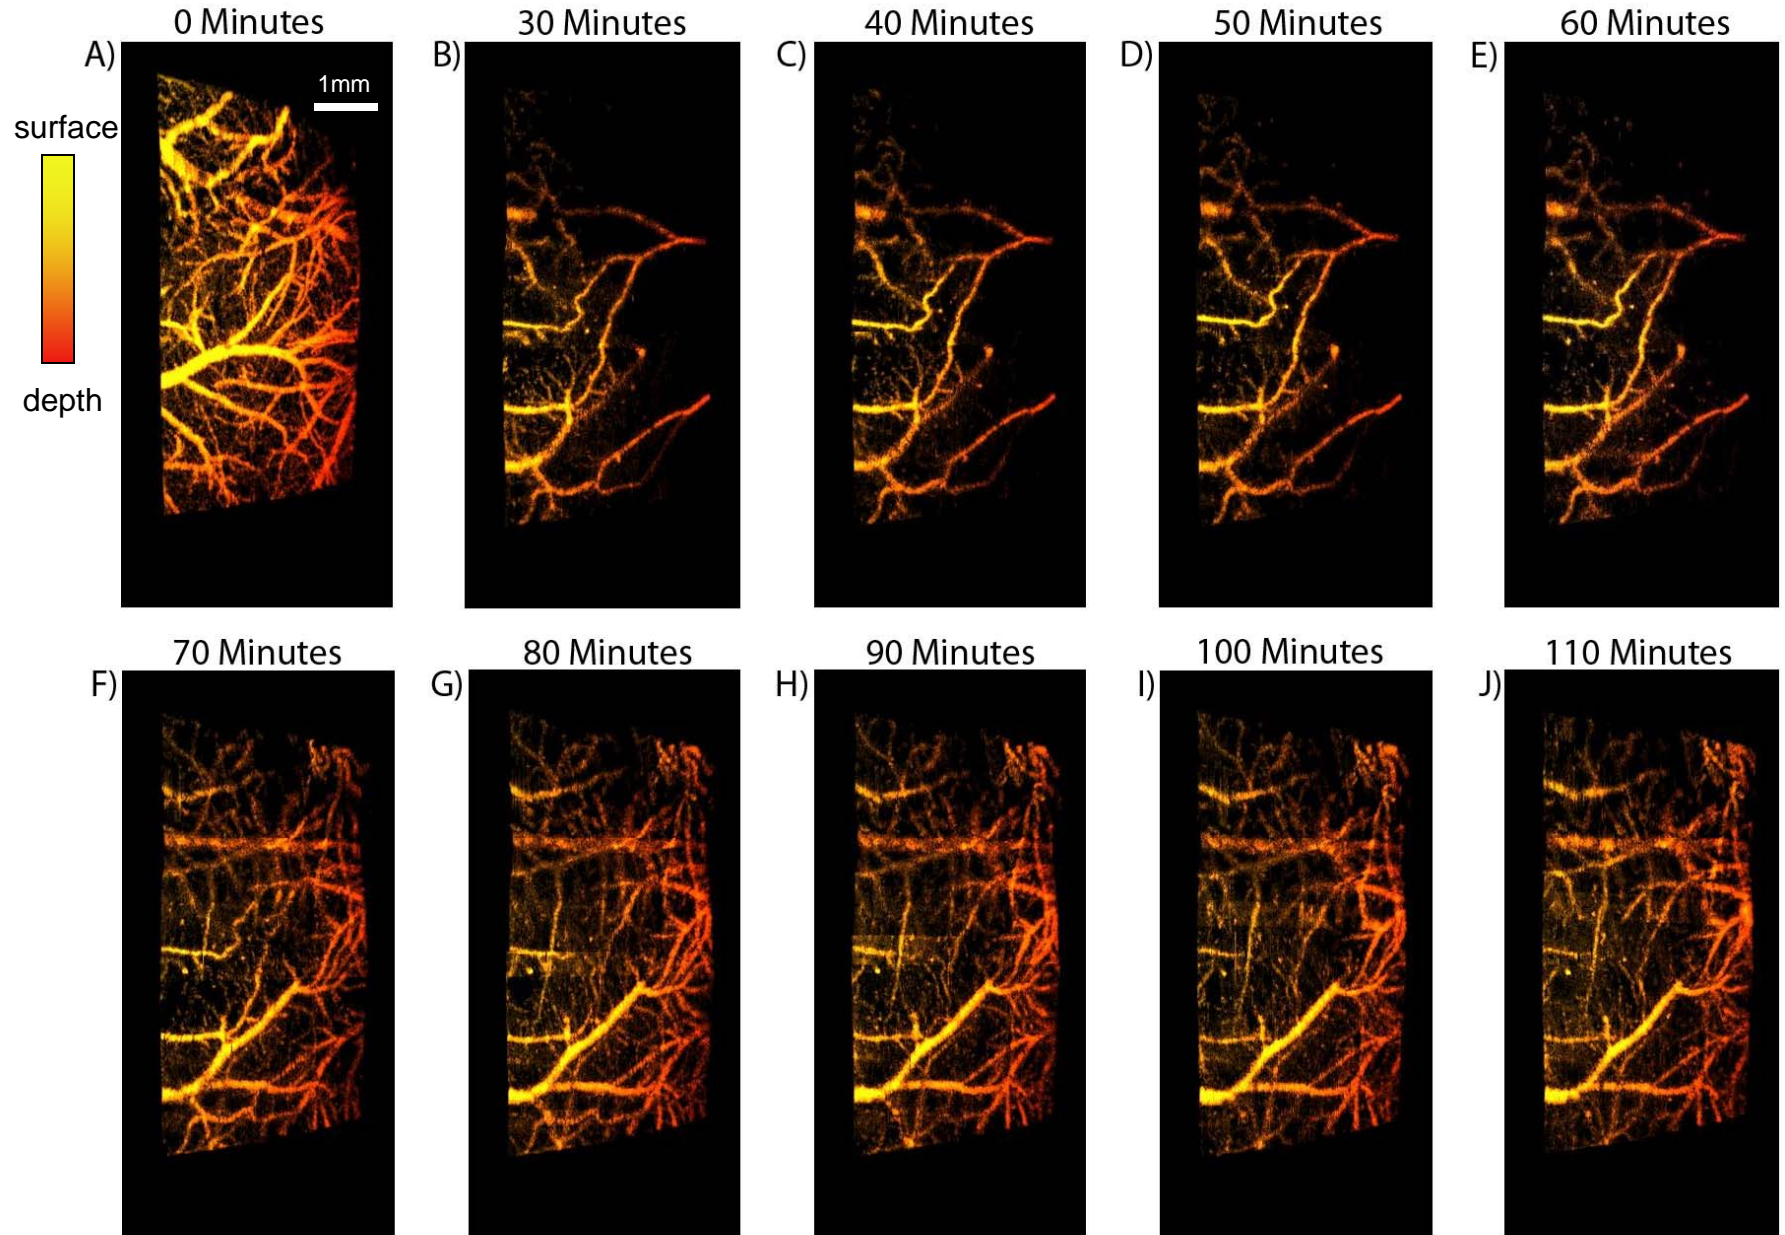 0 Minutes
30 Minutes
40 Minutes
50 Minutes
60 Minutes
A)
B)
C)
D)
E)
1mm
surface
depth
70 Minutes
80 Minutes
90 Minutes
100 Minutes
110 Minutes
F)
G)
H)
I)
J)